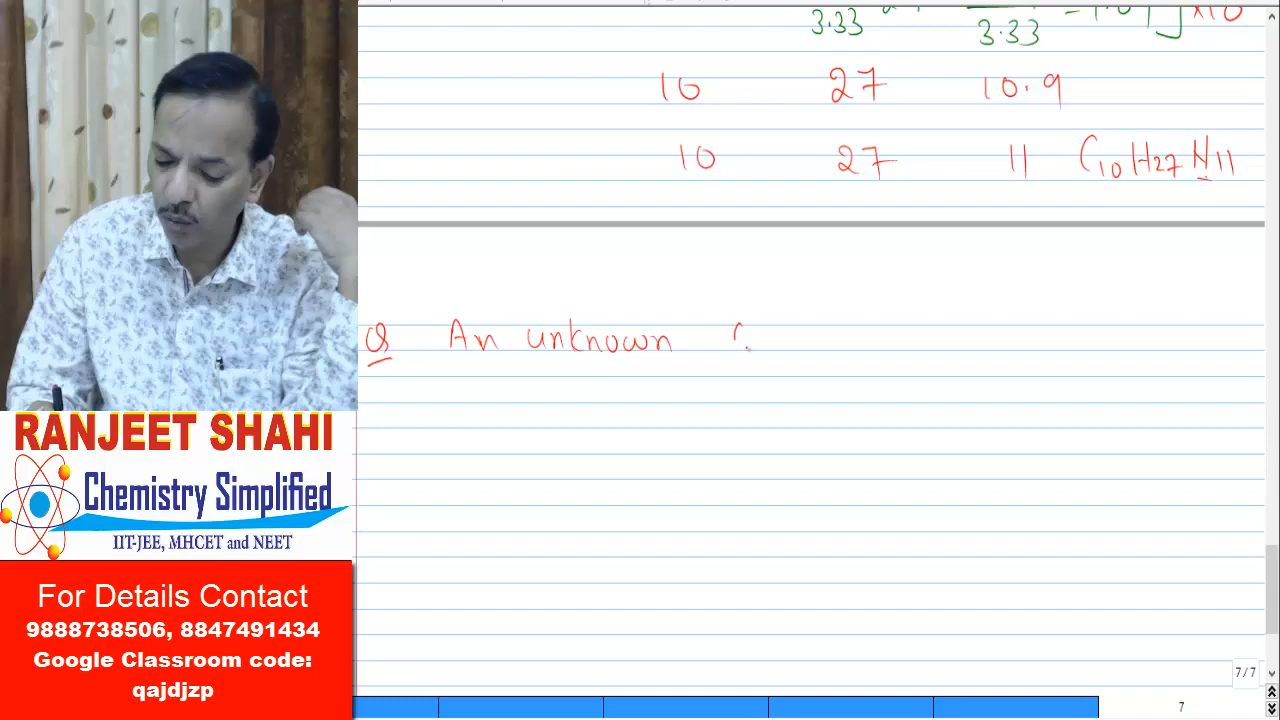 3.33 3.33 ×10
10 27 10.9
10 27 11 C10H27N11
Q An unknown
RANJEET SHAHI
Chemistry Simplified
IIT-JEE, MHCET and NEET
For Details Contact
9888738506, 8847491434
Google Classroom code:
qajdjzp
7/7
7